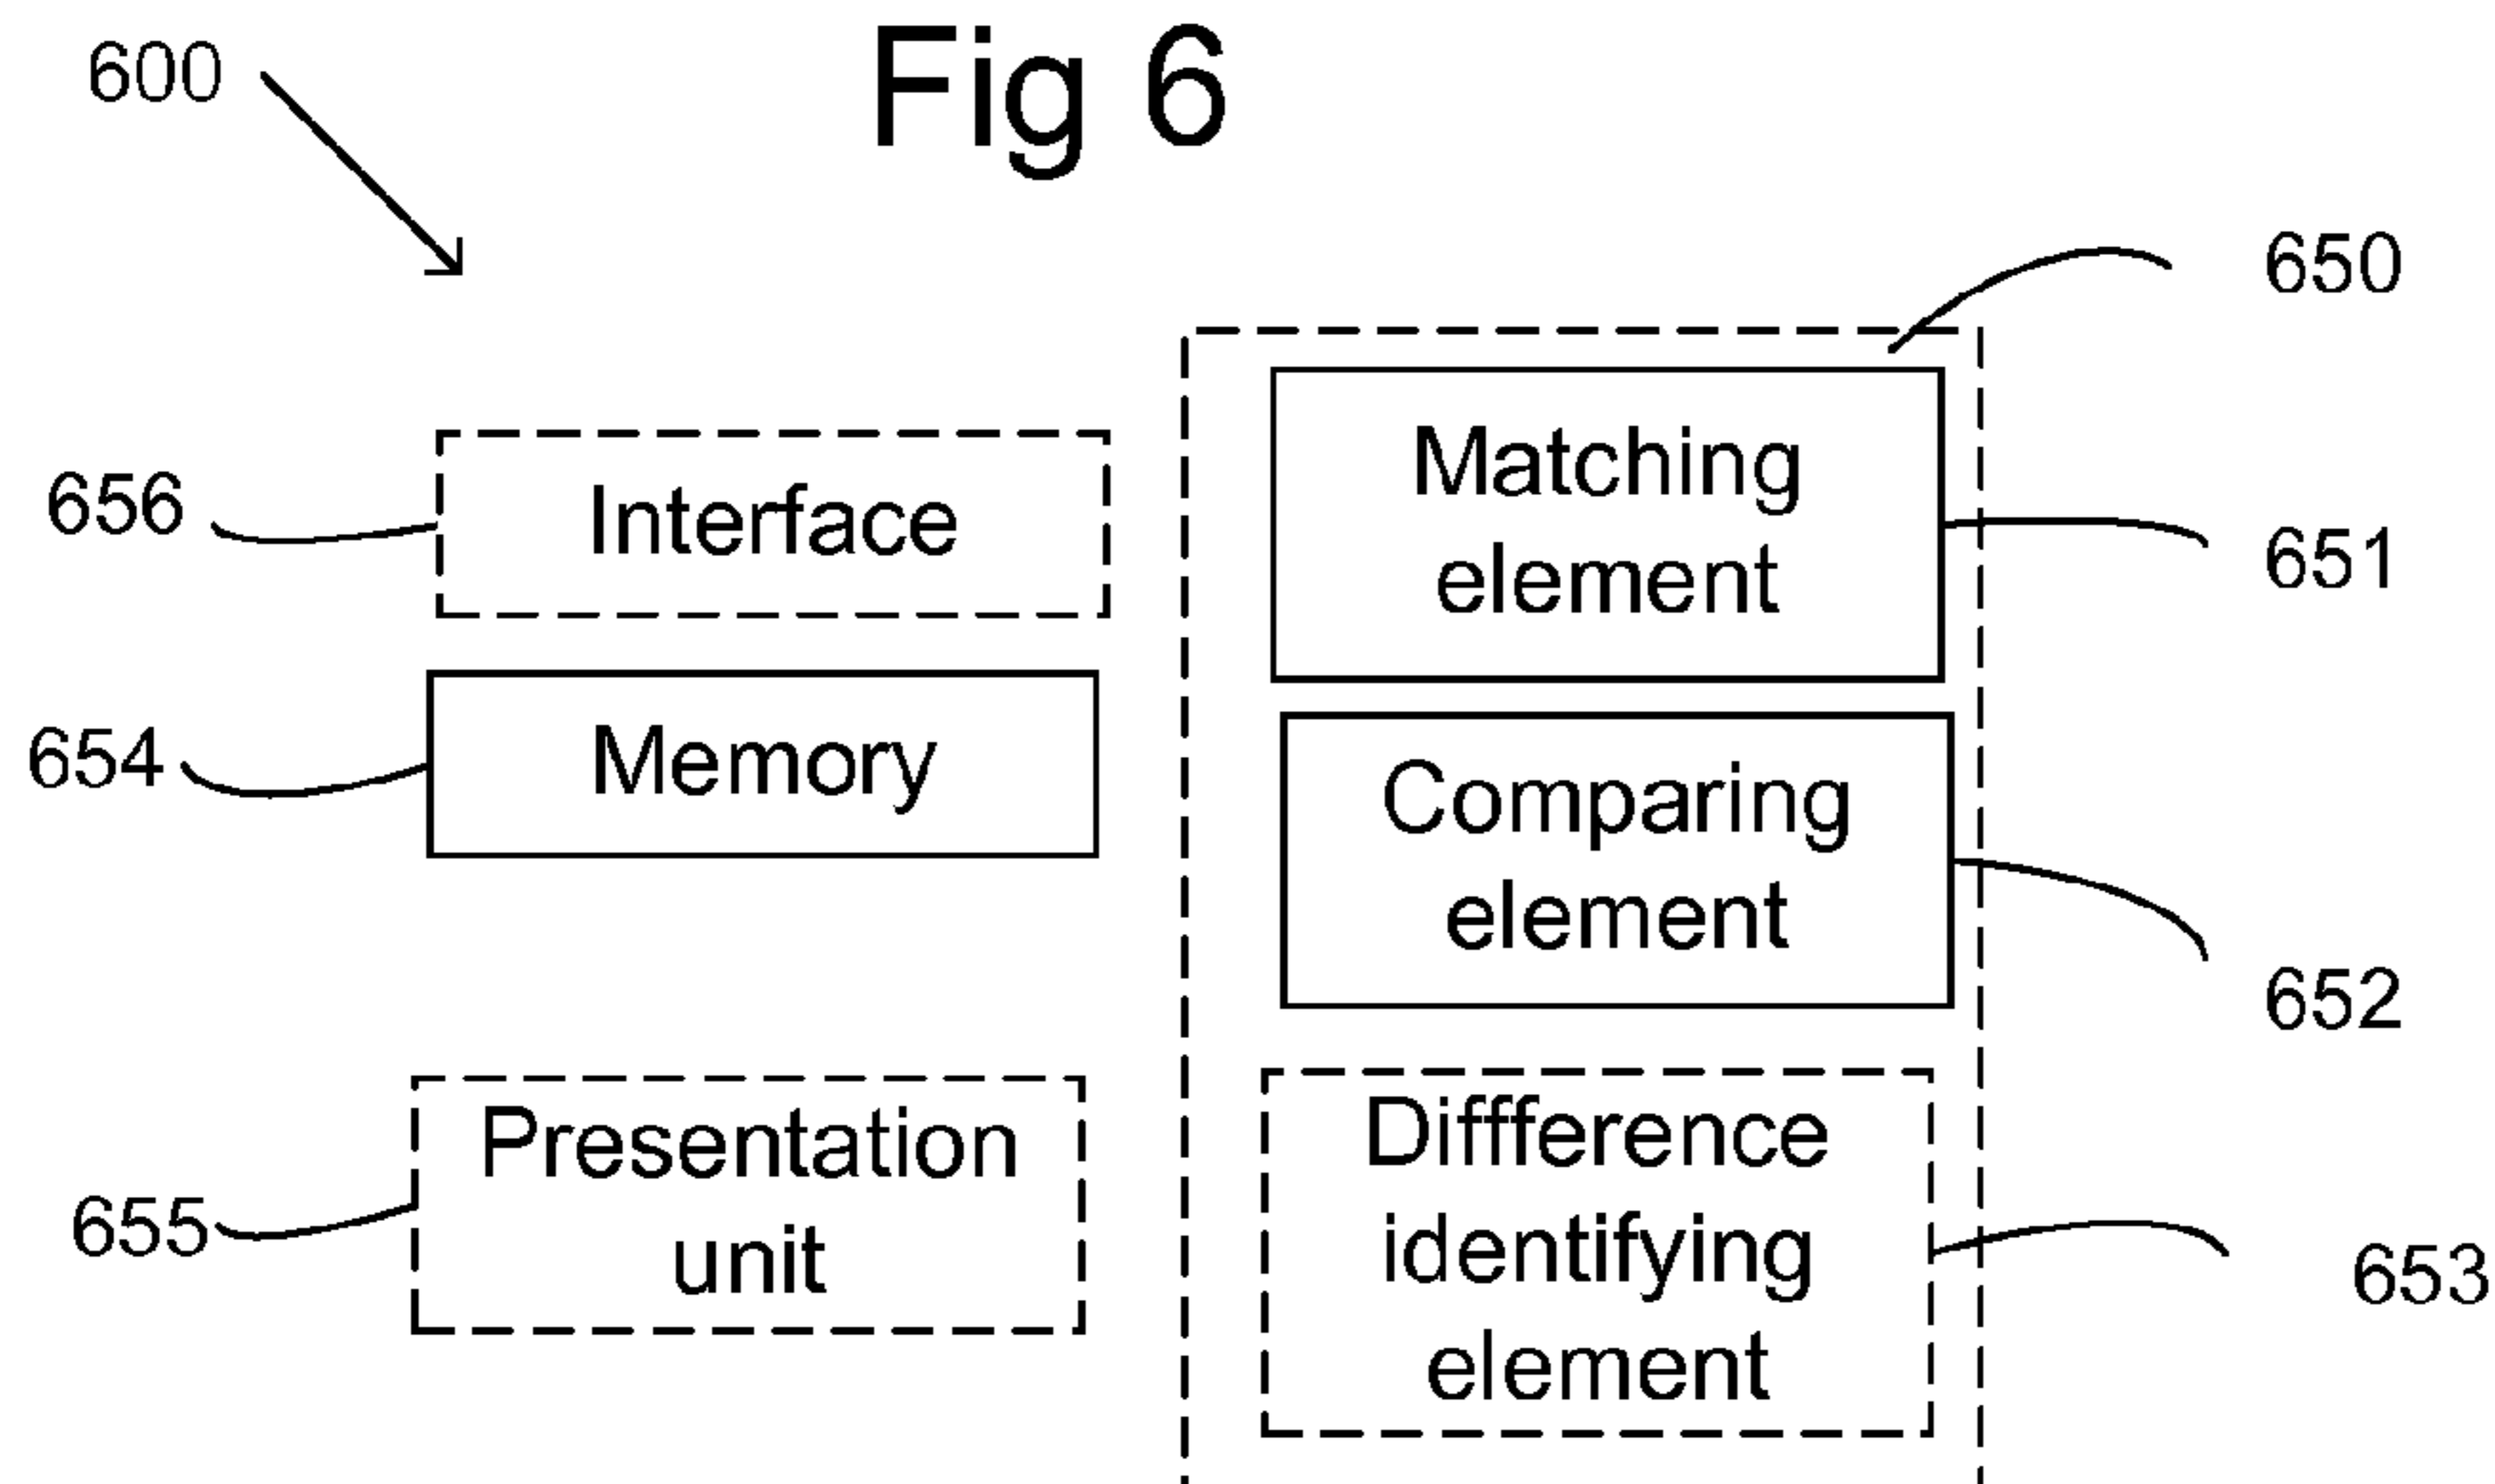 Fig 6
600
650
Matching
element
651
656
Interface
654
Memory
Comparing
element
652
655
Presentation
unit
Diffference
identifying
element
653